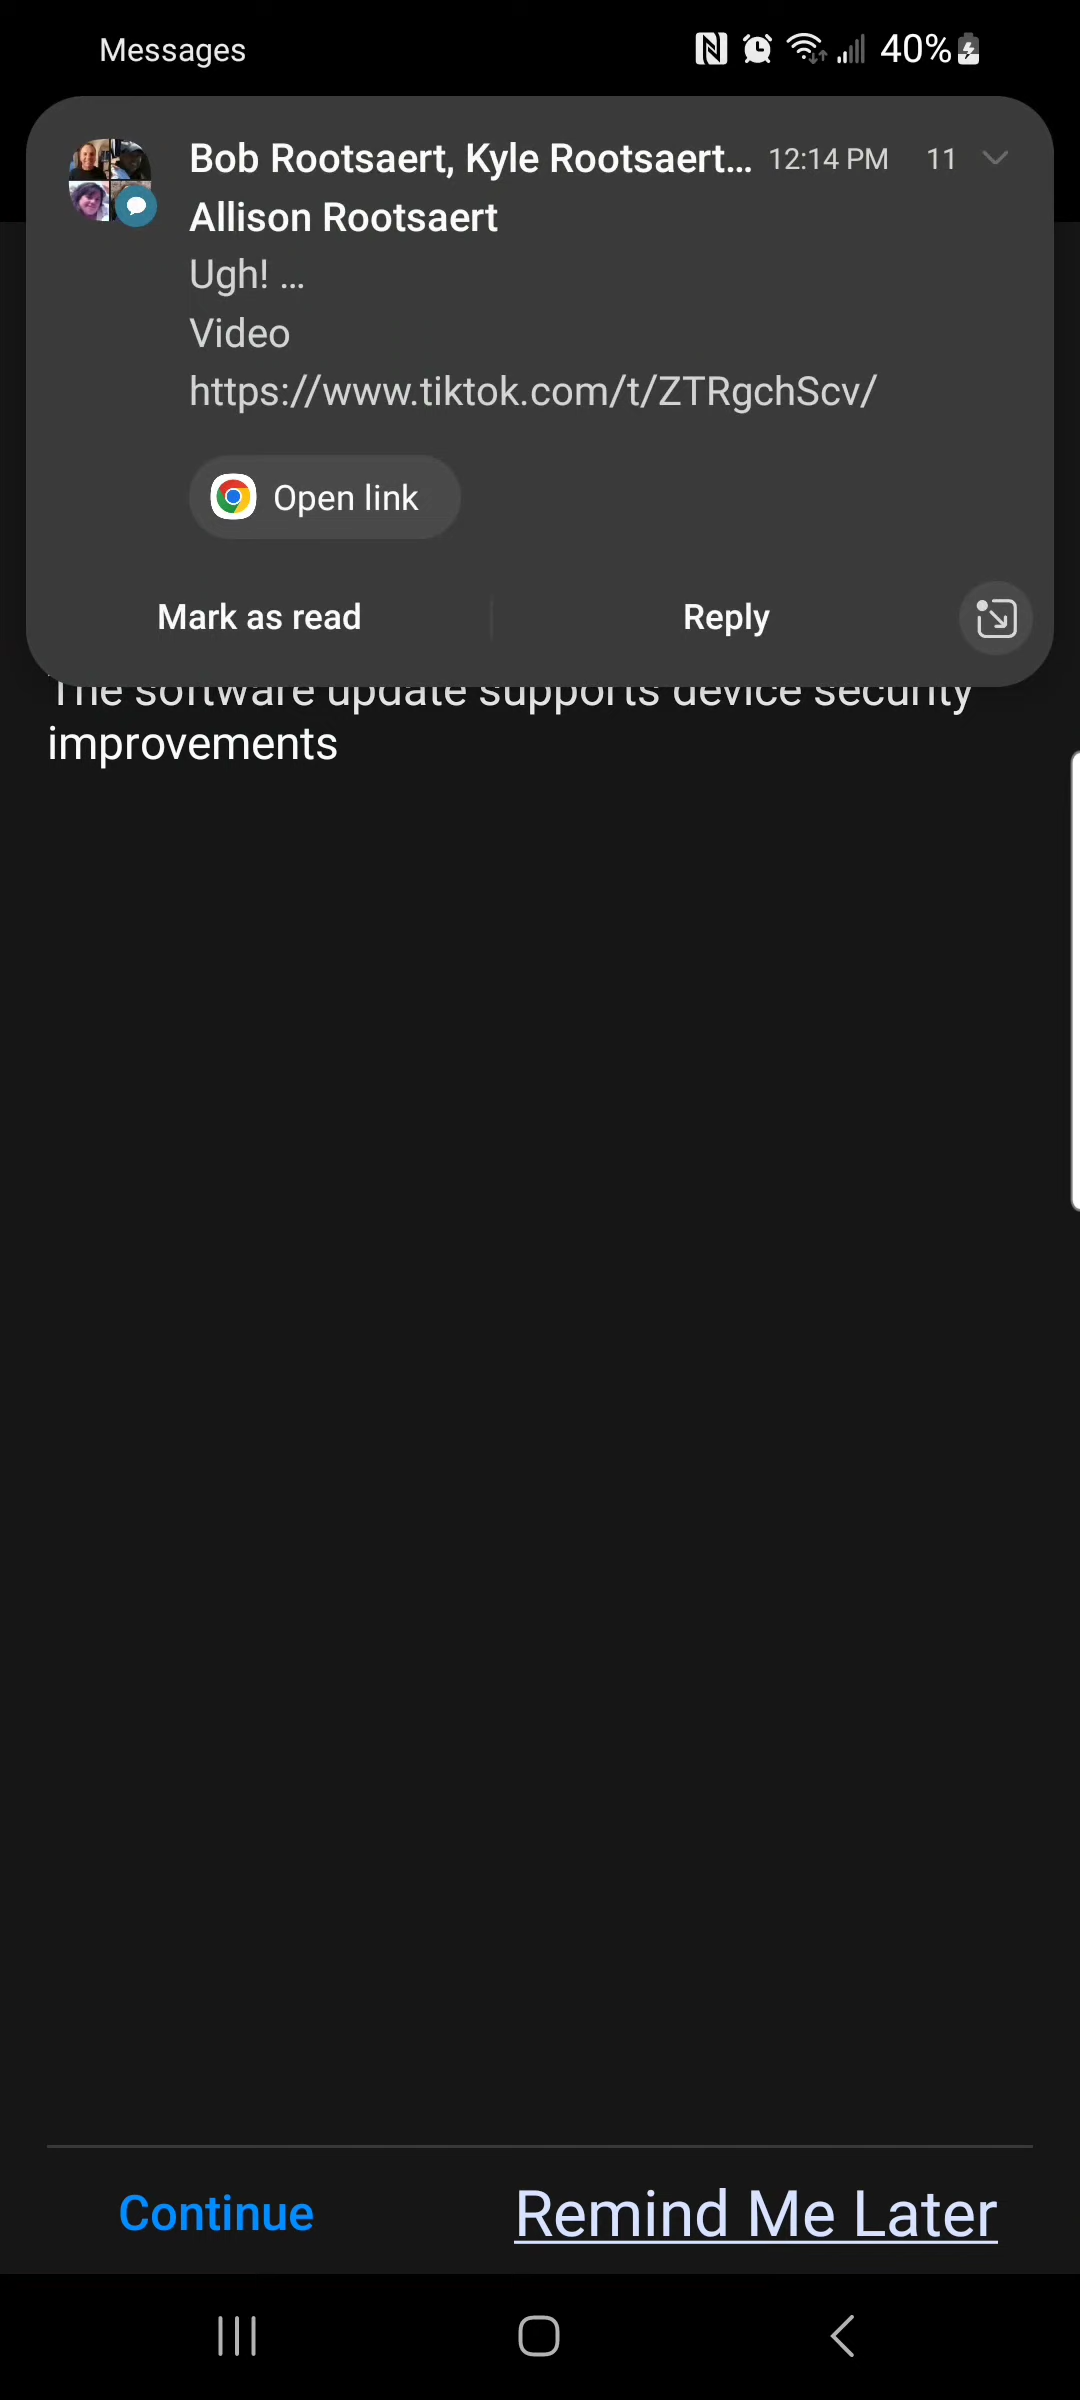 Messages
40%
Bob Rootsaert, Kyle Rootsaert... 12:14 PM 11
Allison Rootsaert
Ugh! ...
Video
https://www.tiktok.com/t/ZTRgchScv/
Open link
Mark as read Reply
The software update supports device security
improvements
Continue Remind Me Later